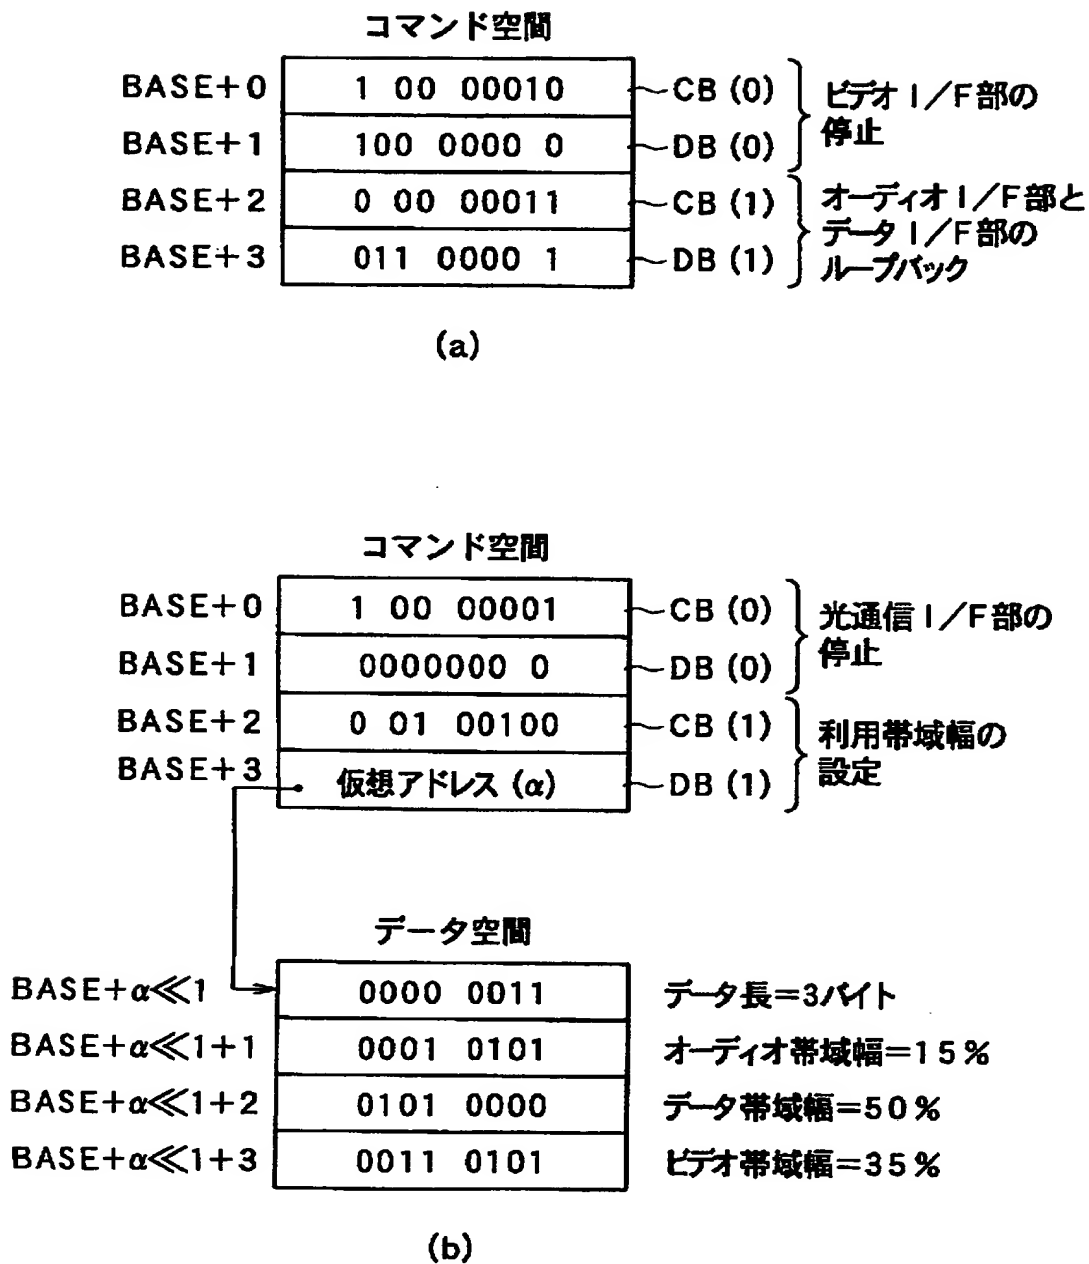 コマンド空間
BASE+0 1 00 00010 CB(0) ビデオI/F部の
停止
BASE+1 100 0000 0 DB(0)
BASE+2 0 00 00011 CB(1) オーディオI/F部と
データI/F部の
BASE+3 011 0000 1 DB(1) ループバック
(a)
コマンド空間
BASE+0 1 00 00001 CB(0) 光通信I/F部の
停止
BASE+1 0000000 0 DB(0)
BASE+2 0 01 00100 CB(1) 利用帯域幅の
設定
BASE+3 仮想アドレス(α) DB(1)
データ空間
BASE+α≪1 0000 0011 データ長=3バイト
BASE+α≪1+1 0001 0101 オーディオ帯域幅=15%
BASE+α≪1+2 0101 0000 データ帯域幅=50%
BASE+α≪1+3 0011 0101 ビデオ帯域幅=35%
(b)